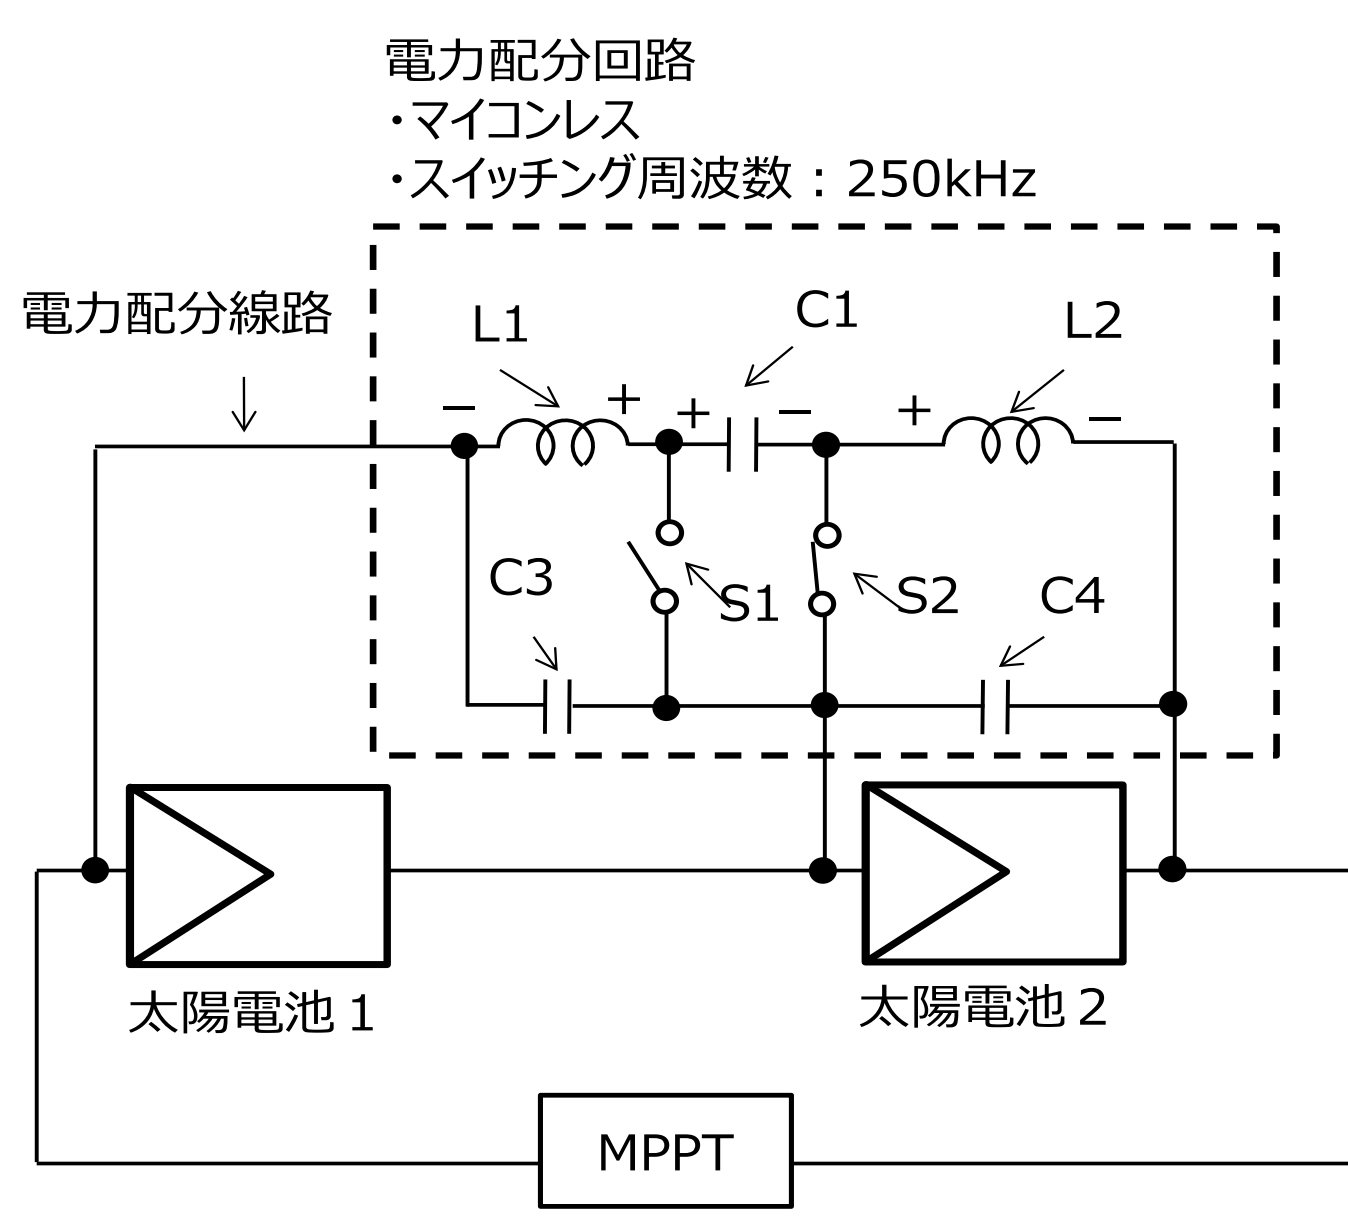 電力配分回路
・マイコンレス
・スイッチング周波数：250kHz
電力配分線路
L1
C1
L2
− + + − + −
C3
S1
S2
C4
太陽電池1
太陽電池2
MPPT